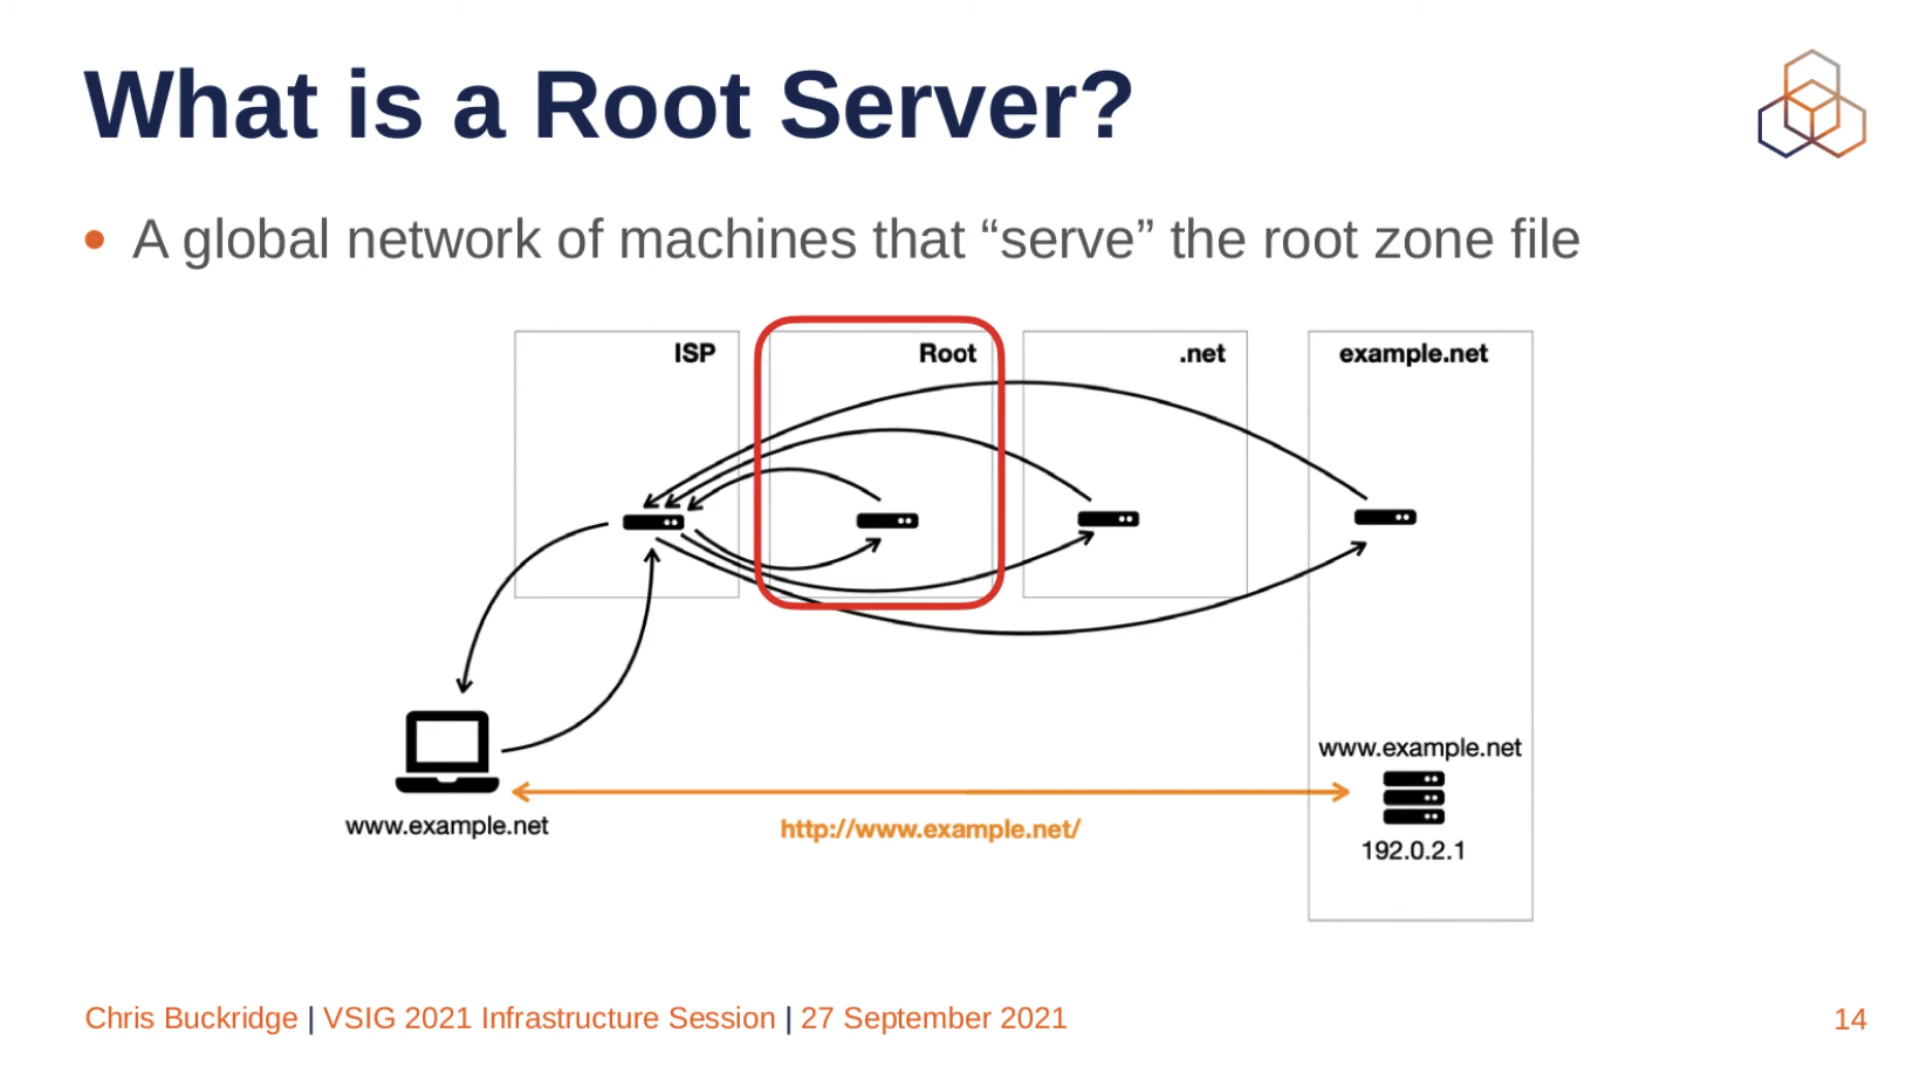 What is a Root Server?
• A global network of machines that “serve” the root zone file
ISP
Root
.net
example.net
www.example.net
www.example.net
http://www.example.net/
192.0.2.1
Chris Buckridge | VSIG 2021 Infrastructure Session | 27 September 2021
14